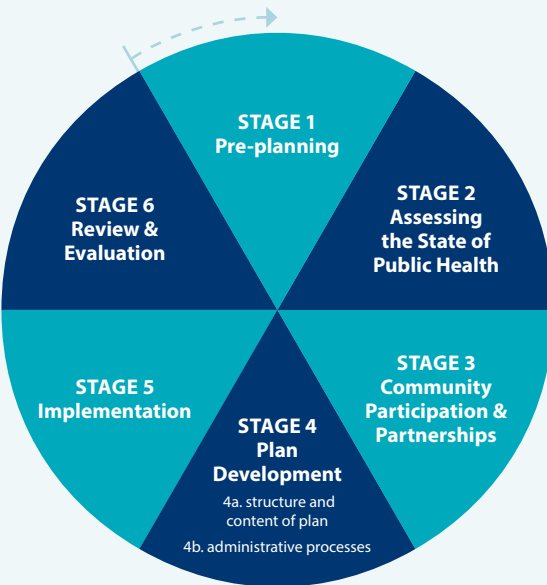 STAGE 1
Pre-planning
STAGE 2
Assessing
the State of
Public Health
STAGE 3
Community
Participation &
Partnerships
STAGE 4
Plan
Development
4a. structure and
content of plan
4b. administrative processes
STAGE 5
Implementation
STAGE 6
Review &
Evaluation